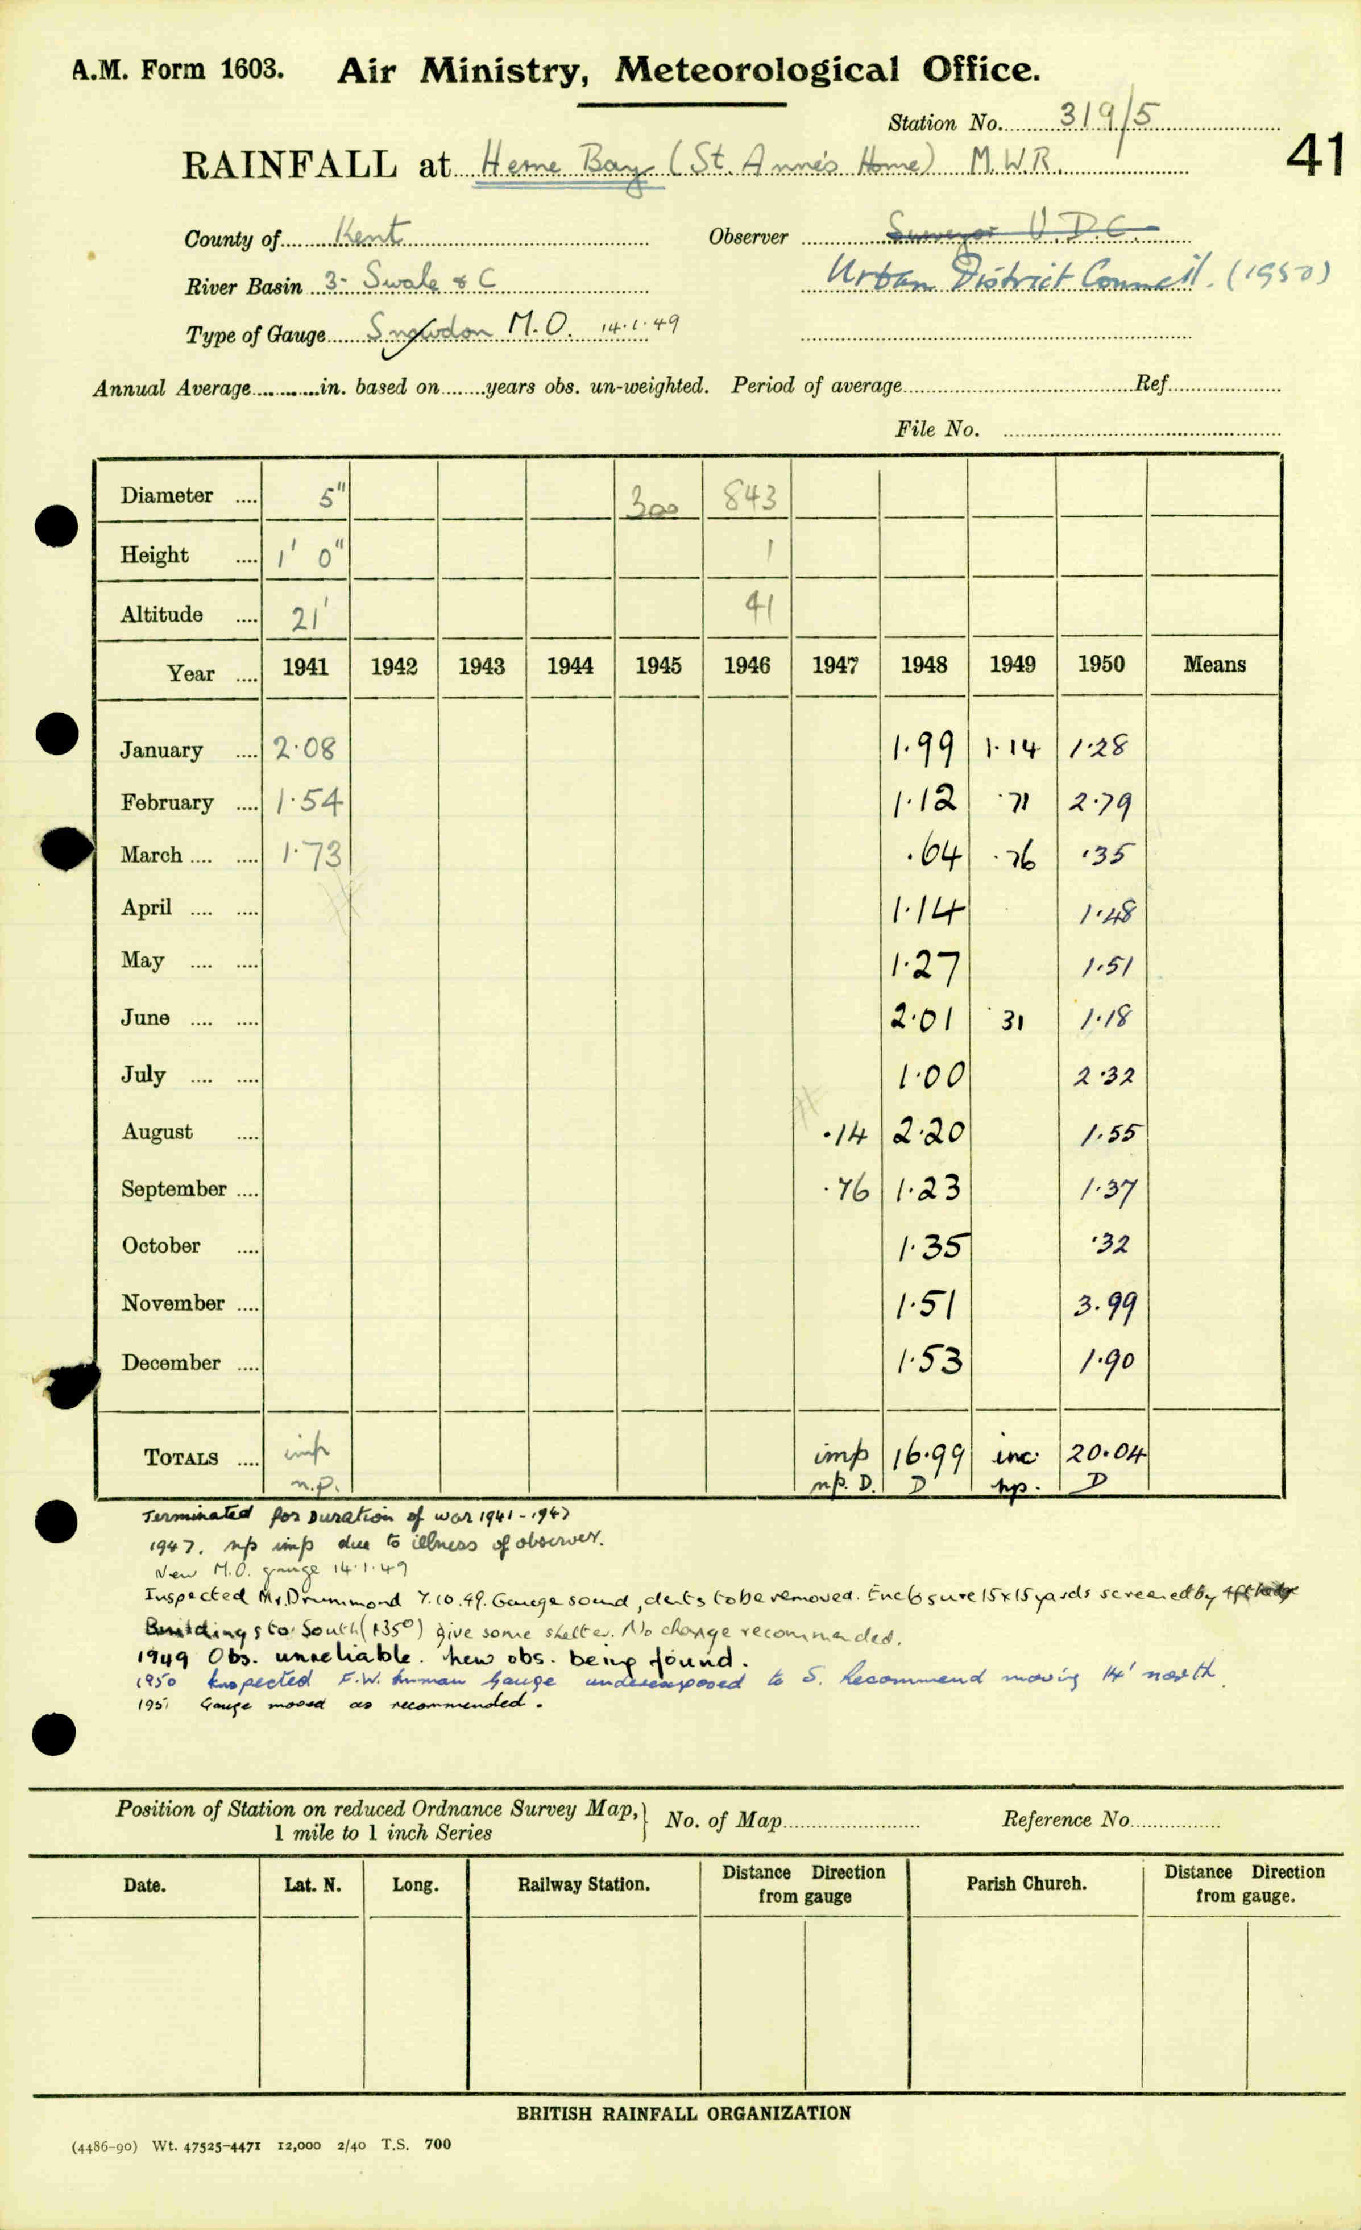 A.M. Form 1603. Air Ministry, Meteorological Office.
Station No. 319/5
41
RAINFALL at Herne Bay (St. Anne's Home) M.W.R.
County of Kent Observer Surveyor U.D.C.
River Basin 3- Swale & C Urban District Council. (1950)
Type of Gauge Snowdon M.O. 14.1.49
Annual Average in. based on years obs. un-weighted. Period of average Ref.
File No.
Diameter .... 5" 300 843
Height .... 1' 0" 1
Altitude .... 21' 41
Year .... 1941 1942 1943 1944 1945 1946 1947 1948 1949 1950 Means
January .... 2.08 1.99 1.14 1.28
February .... 1.54 1.12 .71 2.79
March .... .... 1.73 .64 .76 .35
April .... .... 1.14 1.48
May .... .... 1.27 1.51
June .... .... 2.01 31 1.18
July .... .... 1.00 2.32
August .... .14 2.20 1.55
September .... .76 1.23 1.37
October .... 1.35 .32
November .... 1.51 3.99
December .... 1.53 1.90
TOTALS .... imp imp 16.99 inc 20.04
n.p. np. D. D np. D
Terminated for Duration of war 1941-1947
1947. np imp due to illness of observer.
New M.O. gauge 14.1.49
Inspected Mr. Drummond 7.10.49. Gauge sound, dents to be removed. Enclosure 15x15 yards screened by 4ft hedge
Buildings to South (135°) give some shelter. No change recommended.
1949 Obs. unreliable. New obs. being found.
1950 Inspected F.W. Inman Gauge underexposed to S. Recommend moving 14' north.
1951 Gauge moved as recommended.
Position of Station on reduced Ordnance Survey Map, } No. of Map Reference No.
1 mile to 1 inch Series
Date. Lat. N. Long. Railway Station. Distance Direction from gauge Parish Church. Distance Direction from gauge.
BRITISH RAINFALL ORGANIZATION
(4486-90) Wt. 47525-4471 12,000 2/40 T.S. 700